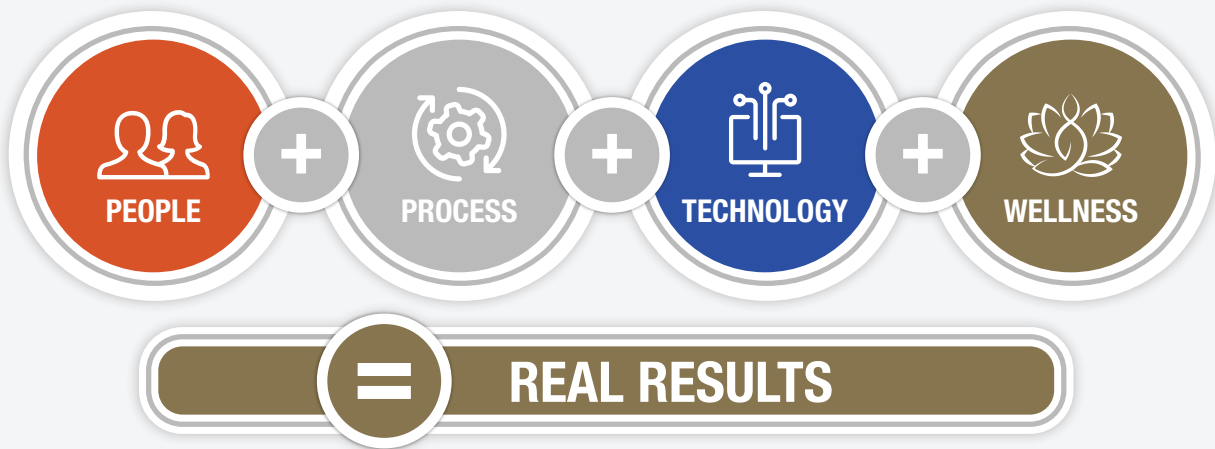 PEOPLE + PROCESS + TECHNOLOGY + WELLNESS
= REAL RESULTS